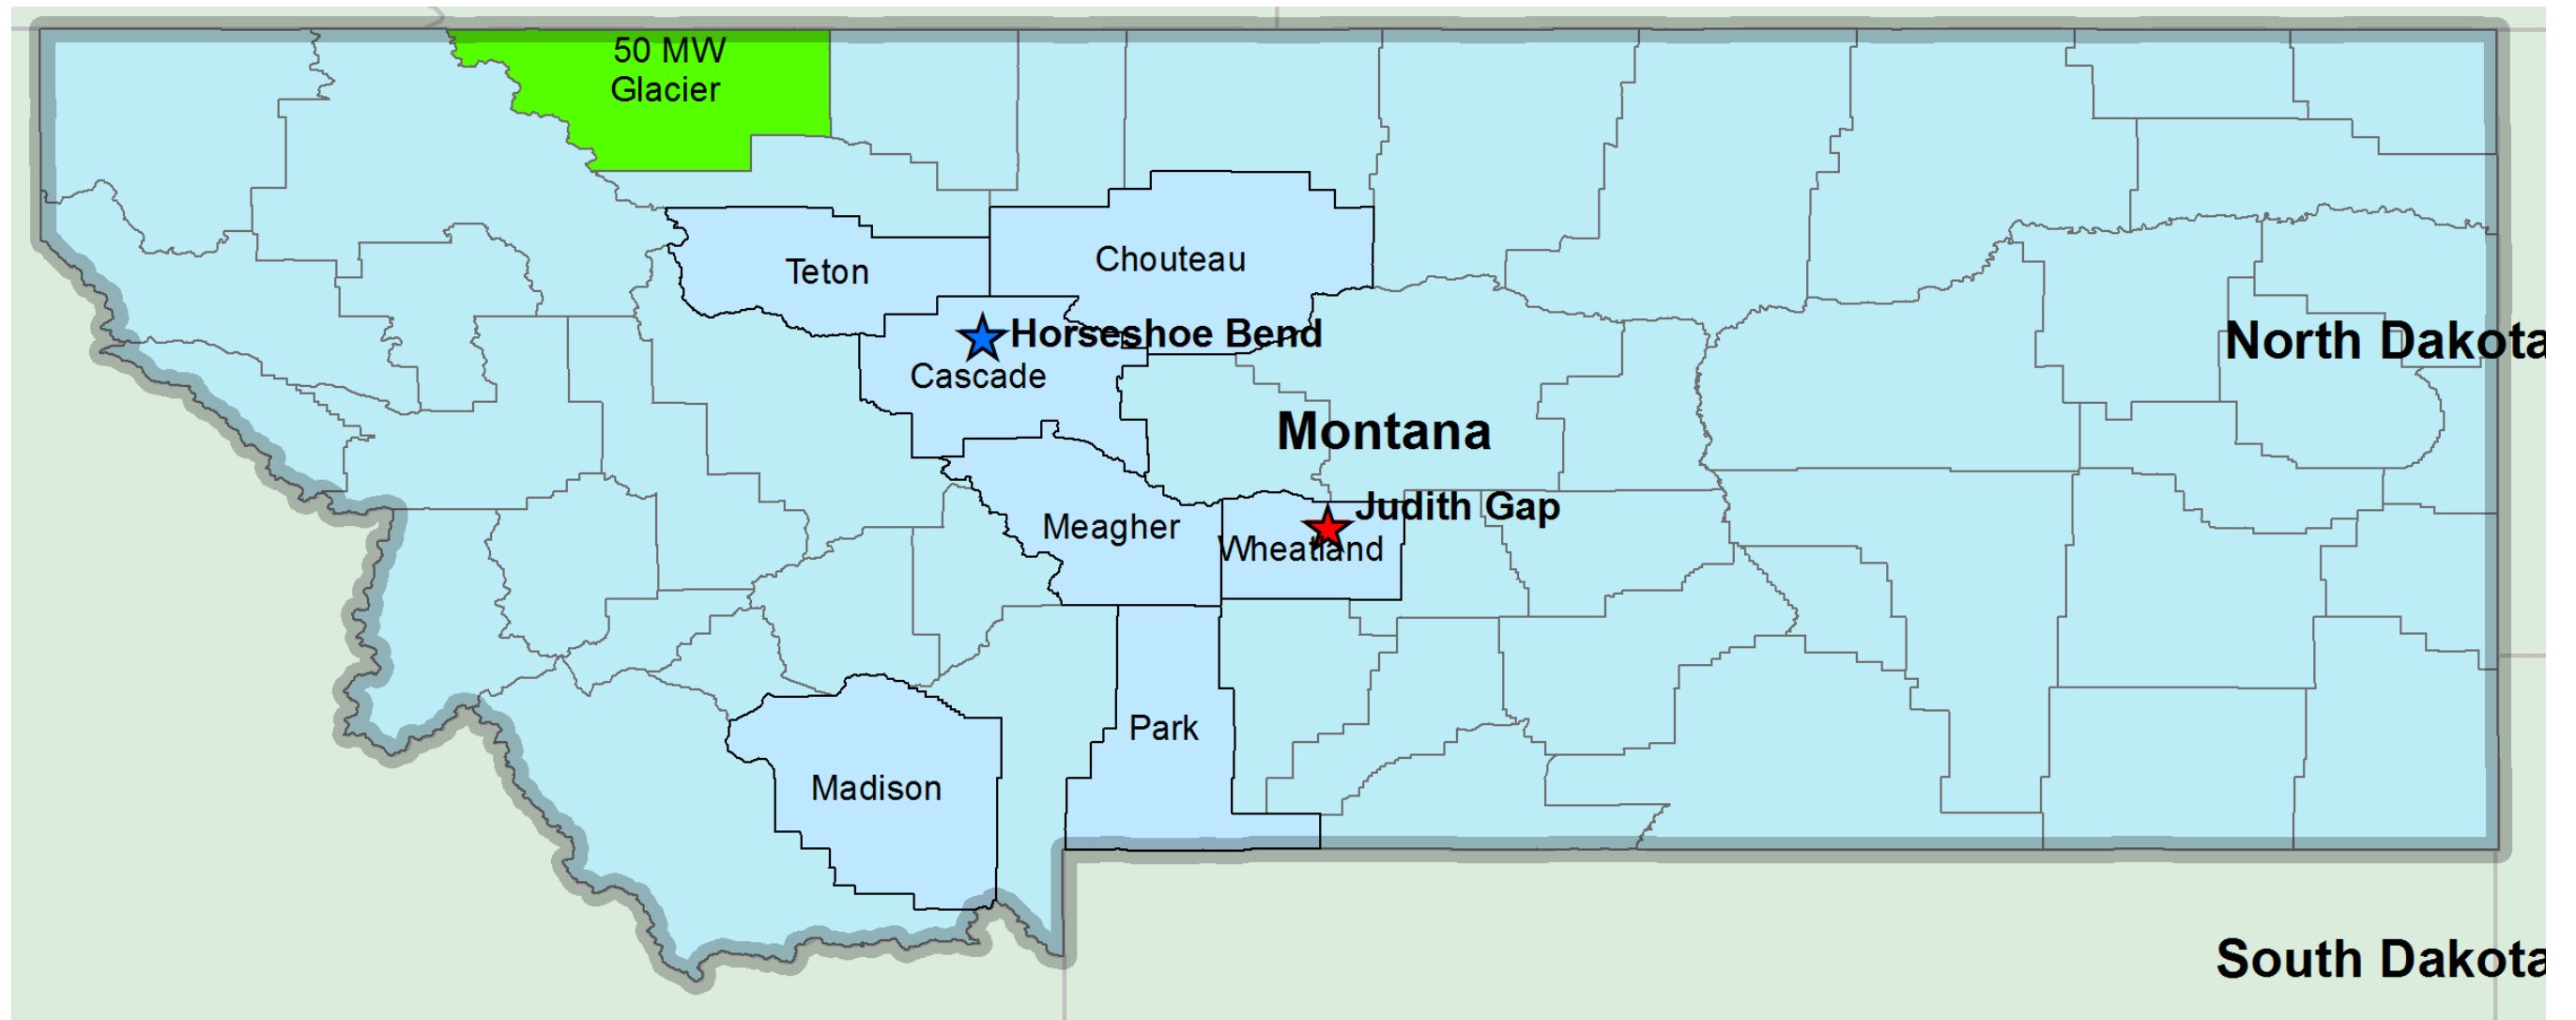 50 MW
Glacier
Teton
Chouteau
Horseshoe Bend
Cascade
North Dakota
Montana
Judith Gap
Meagher
Wheatland
Park
Madison
South Dakota